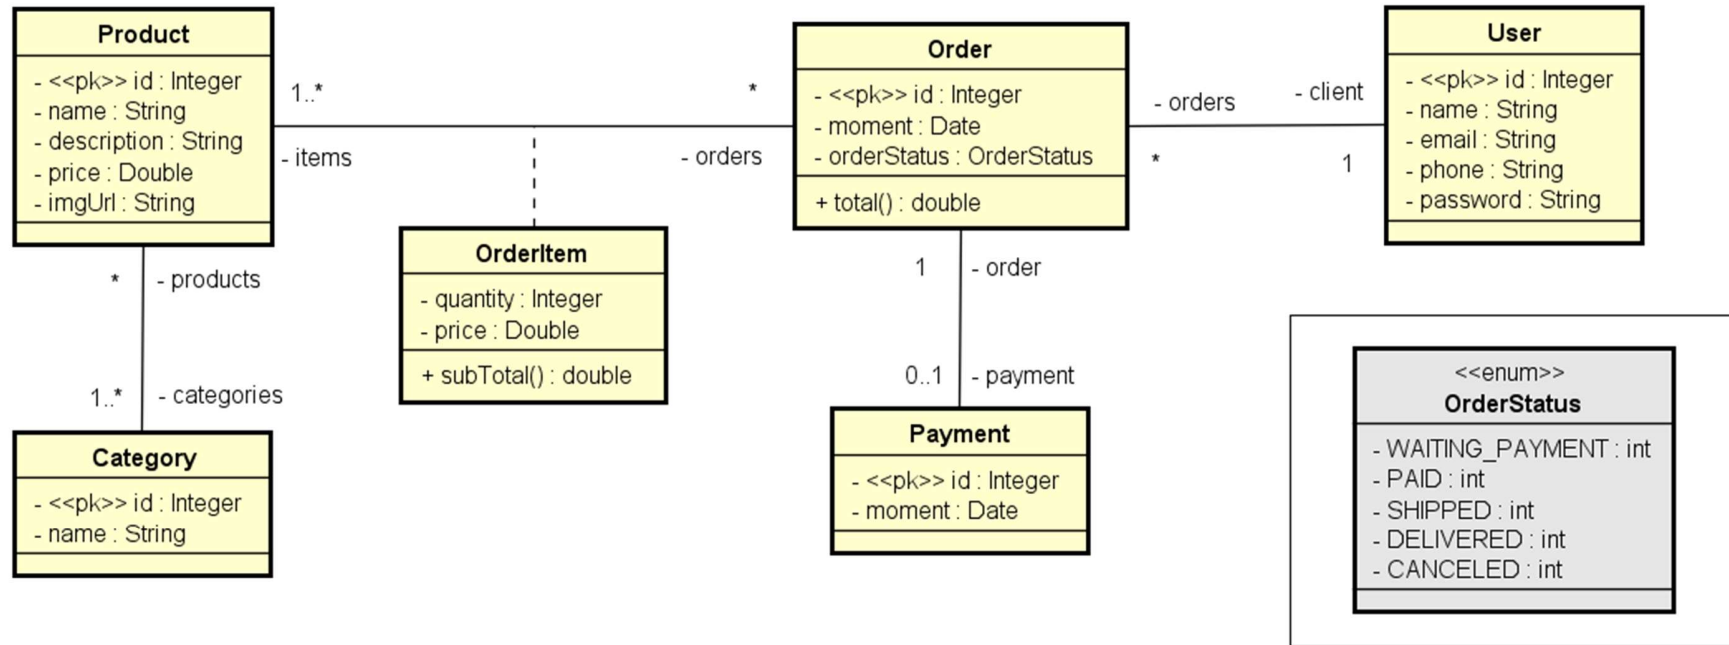 Product
- <<pk>> id : Integer
- name : String
- description : String
- price : Double
- imgUrl : String
1..*
*
- items
- orders
Order
- <<pk>> id : Integer
- moment : Date
- orderStatus : OrderStatus
+ total() : double
- orders
- client
*
1
User
- <<pk>> id : Integer
- name : String
- email : String
- phone : String
- password : String
OrderItem
- quantity : Integer
- price : Double
+ subTotal() : double
*
- products
1..*
- categories
Category
- <<pk>> id : Integer
- name : String
1
- order
0..1
- payment
Payment
- <<pk>> id : Integer
- moment : Date
<<enum>>
OrderStatus
- WAITING_PAYMENT : int
- PAID : int
- SHIPPED : int
- DELIVERED : int
- CANCELED : int